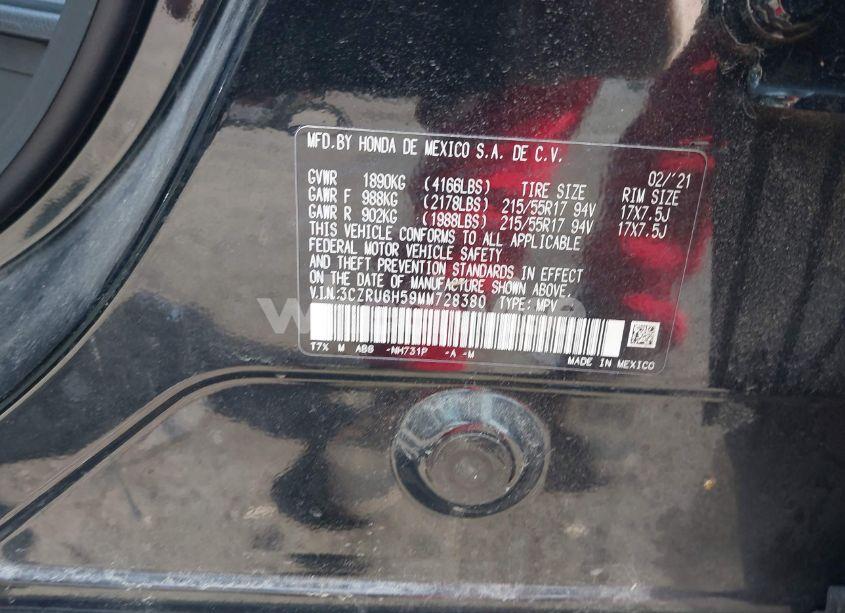 MFD.BY HONDA DE MEXICO S.A. DE C.V.
GVWR 1890KG (4166LBS) TIRE SIZE 02/'21 RIM SIZE
GAWR F 988KG (2178LBS) 215/55R17 94V 17X7.5J
GAWR R 902KG (1988LBS) 215/55R17 94V 17X7.5J
THIS VEHICLE CONFORMS TO ALL APPLICABLE
FEDERAL MOTOR VEHICLE SAFETY
AND THEFT PREVENTION STANDARDS IN EFFECT
ON THE DATE OF MANUFACTURE SHOWN ABOVE.
V.I.N.:3CZRU6H59MM728380 TYPE: MPV
T7% M ABG -NH731P -A -M
MADE IN MEXICO